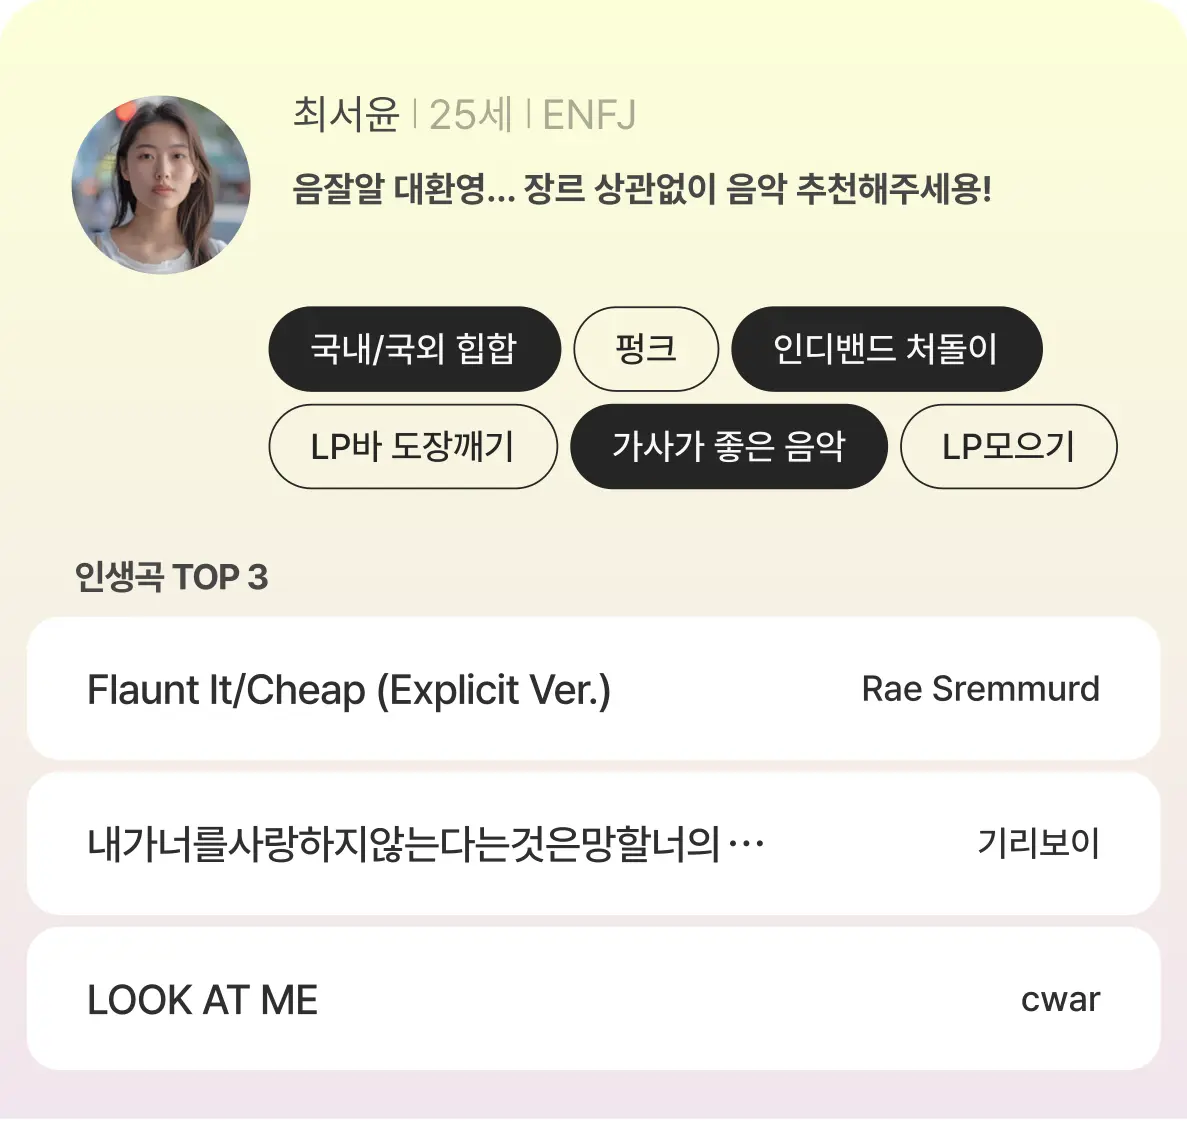 최서윤 | 25세 | ENFJ
음잘알 대환영... 장르 상관없이 음악 추천해주세용!
국내/국외 힙합 펑크 인디밴드 처돌이
LP바 도장깨기 가사가 좋은 음악 LP모으기
인생곡 TOP 3
Flaunt It/Cheap (Explicit Ver.) Rae Sremmurd
내가너를사랑하지않는다는것은망할너의… 기리보이
LOOK AT ME cwar